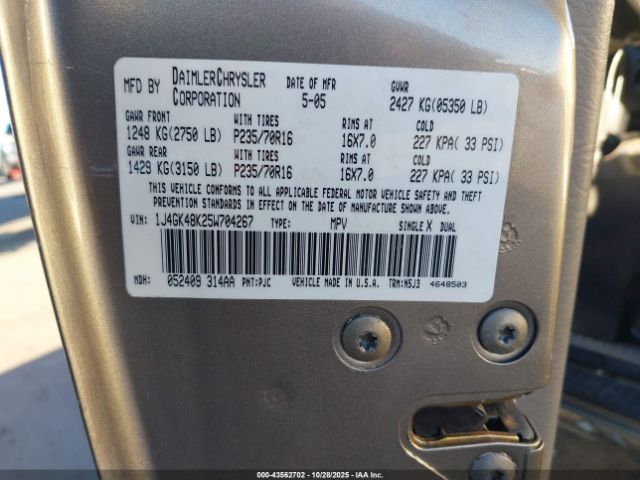 MFD BY DAIMLERCHRYSLER CORPORATION DATE OF MFR 5-05 GVWR 2427 KG(05350 LB)
GAWR FRONT WITH TIRES RIMS AT COLD
1248 KG(2750 LB) P235/70R16 16X7.0 227 KPA( 33 PSI)
GAWR REAR WITH TIRES RIMS AT COLD
1429 KG(3150 LB) P235/70R16 16X7.0 227 KPA( 33 PSI)
THIS VEHICLE CONFORMS TO ALL APPLICABLE FEDERAL MOTOR VEHICLE SAFETY AND THEFT
PREVENTION STANDARDS IN EFFECT ON THE DATE OF MANUFACTURE SHOWN ABOVE.
VIN: 1J4GK48K25W704267 TYPE: MPV SINGLE X DUAL
MDH: 052409 314AA PNT:PJC VEHICLE MADE IN U.S.A. TRM:M5J3 4648503
000-43562702 - 10/28/2025 - IAAI.COM